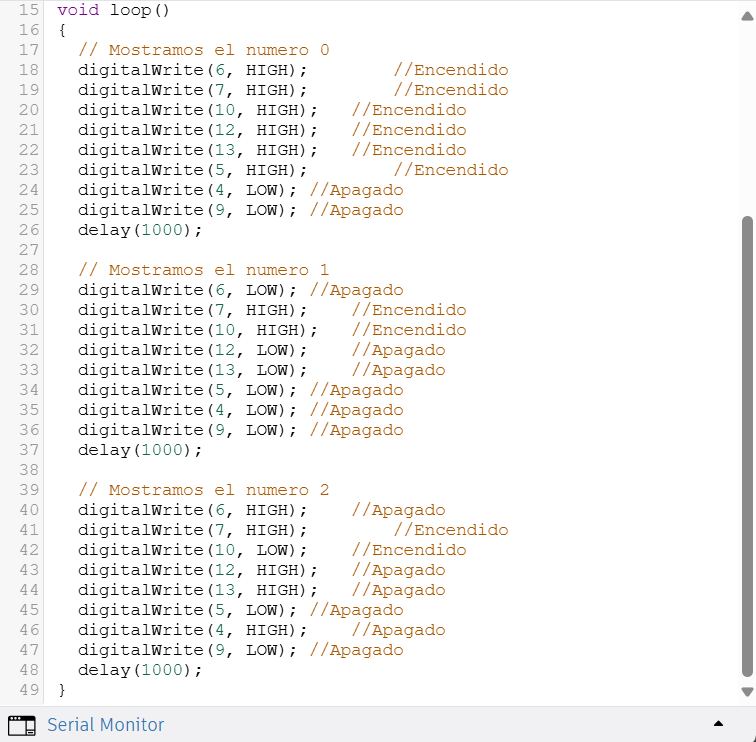 15 void loop()
16 {
17   // Mostramos el numero 0
18   digitalWrite(6, HIGH);        //Encendido
19   digitalWrite(7, HIGH);        //Encendido
20   digitalWrite(10, HIGH);   //Encendido
21   digitalWrite(12, HIGH);   //Encendido
22   digitalWrite(13, HIGH);   //Encendido
23   digitalWrite(5, HIGH);        //Encendido
24   digitalWrite(4, LOW); //Apagado
25   digitalWrite(9, LOW); //Apagado
26   delay(1000);
27
28   // Mostramos el numero 1
29   digitalWrite(6, LOW); //Apagado
30   digitalWrite(7, HIGH);    //Encendido
31   digitalWrite(10, HIGH);   //Encendido
32   digitalWrite(12, LOW);    //Apagado
33   digitalWrite(13, LOW);    //Apagado
34   digitalWrite(5, LOW); //Apagado
35   digitalWrite(4, LOW); //Apagado
36   digitalWrite(9, LOW); //Apagado
37   delay(1000);
38
39   // Mostramos el numero 2
40   digitalWrite(6, HIGH);    //Apagado
41   digitalWrite(7, HIGH);        //Encendido
42   digitalWrite(10, LOW);    //Encendido
43   digitalWrite(12, HIGH);   //Apagado
44   digitalWrite(13, HIGH);   //Apagado
45   digitalWrite(5, LOW); //Apagado
46   digitalWrite(4, HIGH);    //Apagado
47   digitalWrite(9, LOW); //Apagado
48   delay(1000);
49 }
Serial Monitor